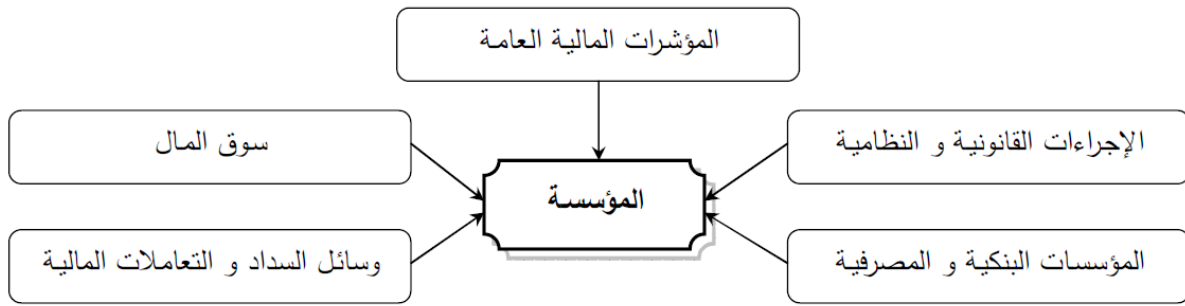 المؤشرات المالية العامة
الإجراءات القانونية و النظامية
سوق المال
المؤسسة
المؤسسات البنكية و المصرفية
وسائل السداد و التعاملات المالية